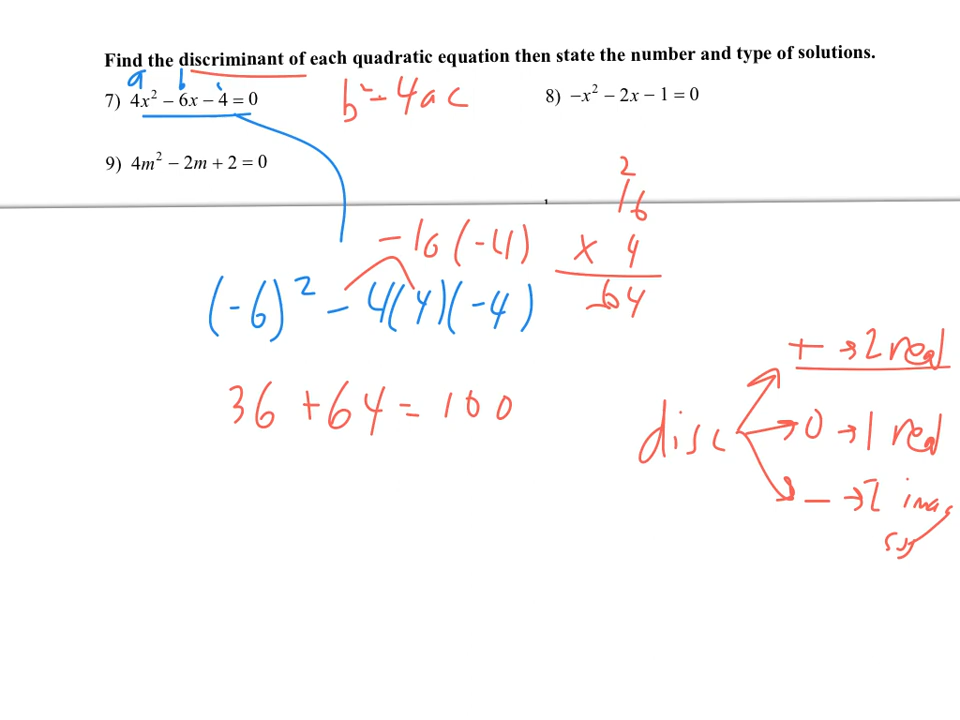 Find the discriminant of each quadratic equation then state the number and type of solutions.
a b c
7) 4x² – 6x – 4 = 0
b² – 4ac
8) –x² – 2x – 1 = 0
9) 4m² – 2m + 2 = 0
2
16
× 4
64
–16(–4)
(–6)² – 4(4)(–4)
36 + 64 = 100
disc
+ → 2 real
→ 0 → 1 real
– → 2 imag